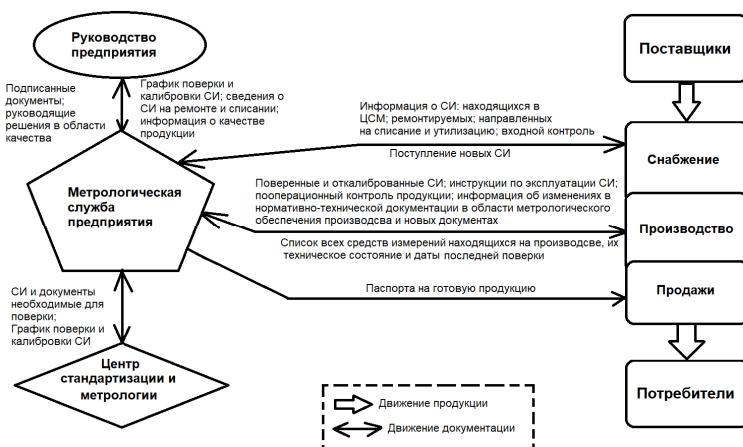 Руководство
предприятия
Поставщики
Подписанные
документы;
руководящие
решения в области
качества
График поверки и
калибровки СИ; сведения о
СИ на ремонте и списании;
информация о качестве
продукции
Информация о СИ: находящихся в
ЦСМ; ремонтируемых; направленных
на списание и утилизацию; входной контроль
Поступление новых СИ
Снабжение
Метрологическая
служба
предприятия
Поверенные и откалиброванные СИ; инструкции по эксплуатации СИ;
пооперационный контроль продукции; информация об изменениях в
нормативно-технической документации в области метрологического
обеспечения произвсва и новых документах
Список всех средств измерений находящихся на произвосве, их
техническое состояние и даты последней поверки
Производство
Паспорта на готовую продукцию
Продажи
СИ и документы
необходимые для
поверки;
График поверки и
калибровки СИ
Центр
стандартизации и
метрологии
Потребители
Движение продукции
Движение документации